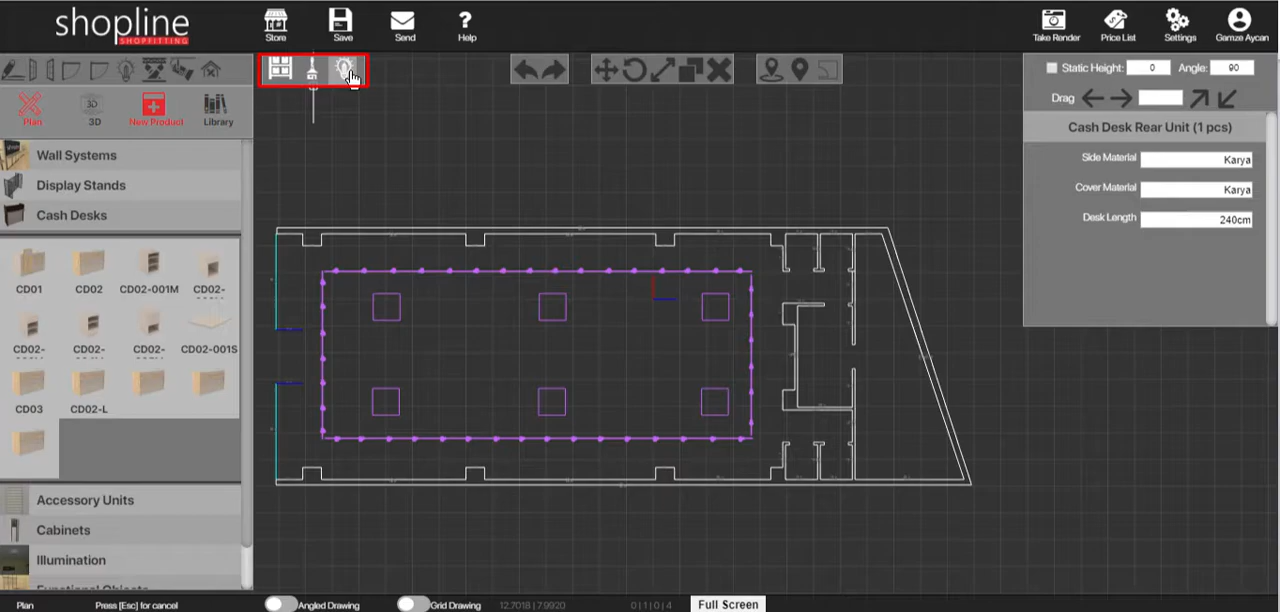 shopline
SHOPFITTING
Store
Save
Send
Help
Take Render
Price List
Settings
Gamze Aycan
Static Height:
0
Angle:
90
Drag
Plan
3D
3D
New Product
Library
Cash Desk Rear Unit (1 pcs)
Side Material
Karya
Cover Material
Karya
Desk Length
240cm
Wall Systems
Display Stands
Cash Desks
CD01
CD02
CD02-001M
CD02-
CD02-
CD02-
CD02-
CD02-001S
CD03
CD02-L
Accessory Units
Cabinets
Illumination
Functional Objects
Plan
Press [Esc] for cancel
Angled Drawing
Grid Drawing
12.7018 | 7.9920
0 | 1 | 0 | 4
Full Screen